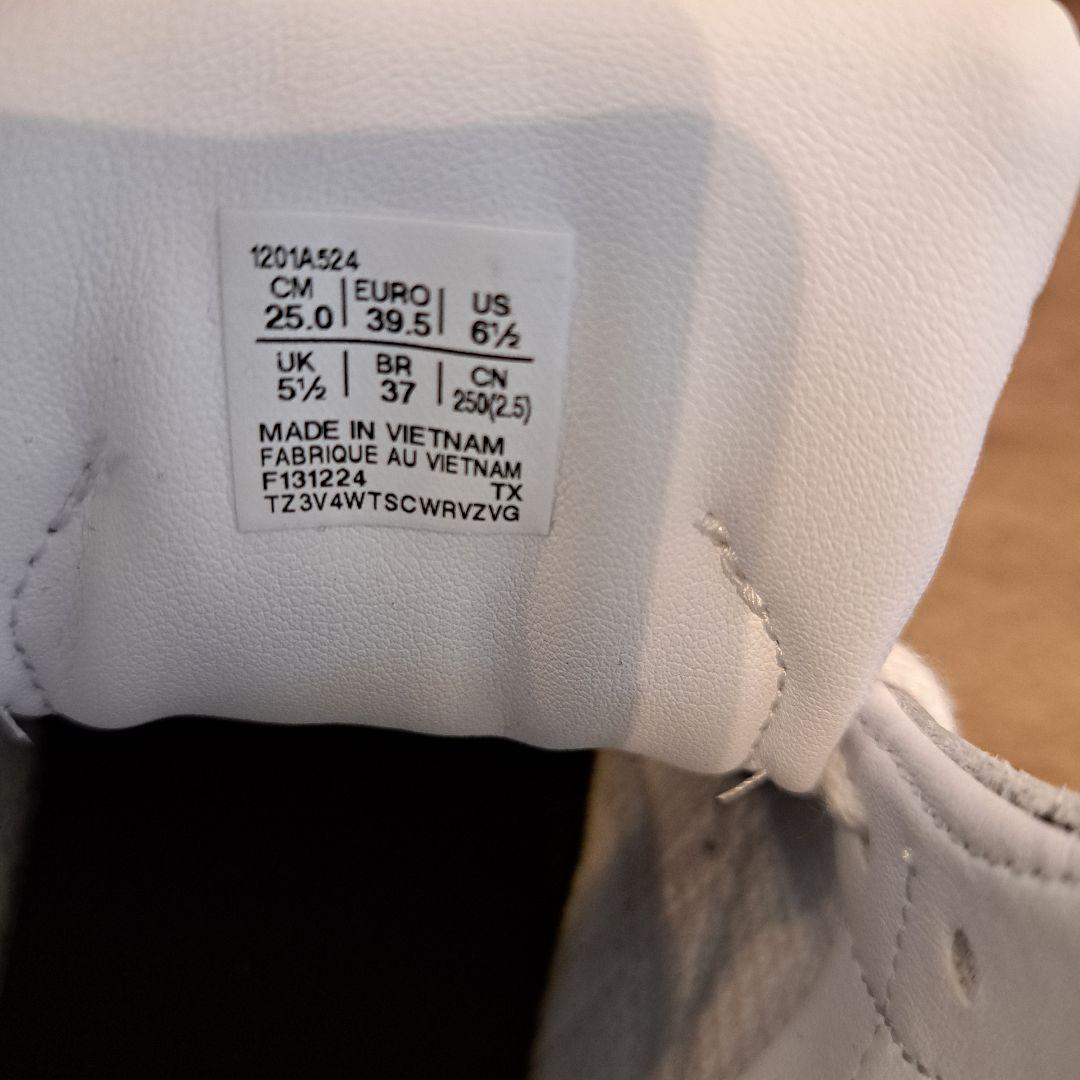 1201A524
CM | EURO | US
25.0 | 39.5 | 6½
UK | BR | CN
5½ | 37 | 250(2.5)
MADE IN VIETNAM
FABRIQUE AU VIETNAM
F131224 TX
TZ3V4WTSCWRVZVG